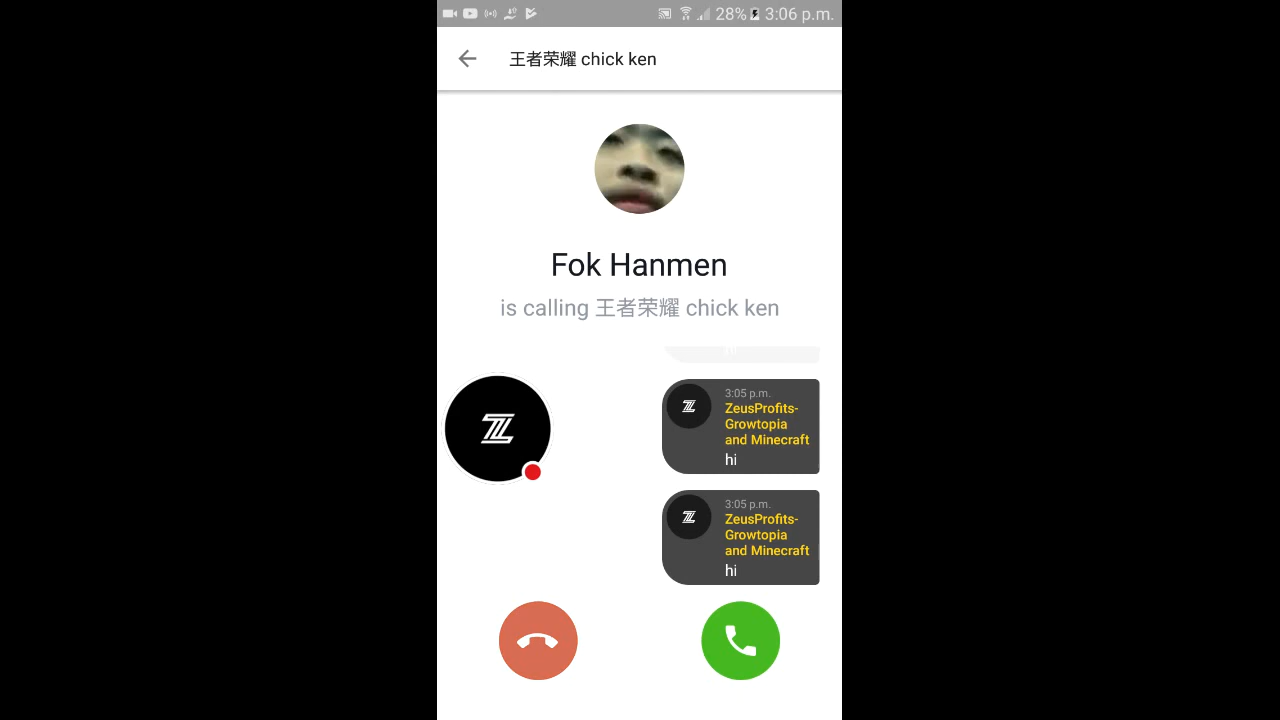 28% 3:06 p.m.
王者荣耀 chick ken
Fok Hanmen
is calling 王者荣耀 chick ken
3:05 p.m.
ZeusProfits-
Growtopia
and Minecraft
hi
3:05 p.m.
ZeusProfits-
Growtopia
and Minecraft
hi